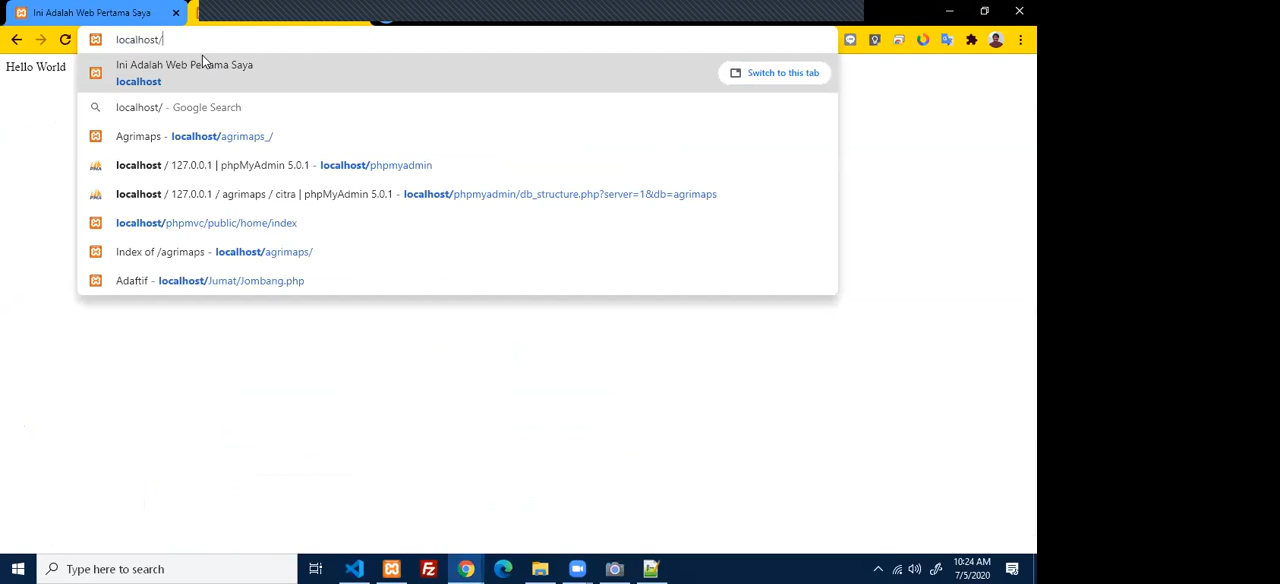 Ini Adalah Web Pertama Saya
localhost/
Hello World
Ini Adalah Web Pertama Saya
localhost
Switch to this tab
localhost/ - Google Search
Agrimaps - localhost/agrimaps_/
localhost / 127.0.0.1 | phpMyAdmin 5.0.1 - localhost/phpmyadmin
localhost / 127.0.0.1 / agrimaps / citra | phpMyAdmin 5.0.1 - localhost/phpmyadmin/db_structure.php?server=1&db=agrimaps
localhost/phpmvc/public/home/index
Index of /agrimaps - localhost/agrimaps/
Adaftif - localhost/Jumat/Jombang.php
Type here to search
10:24 AM
7/5/2020